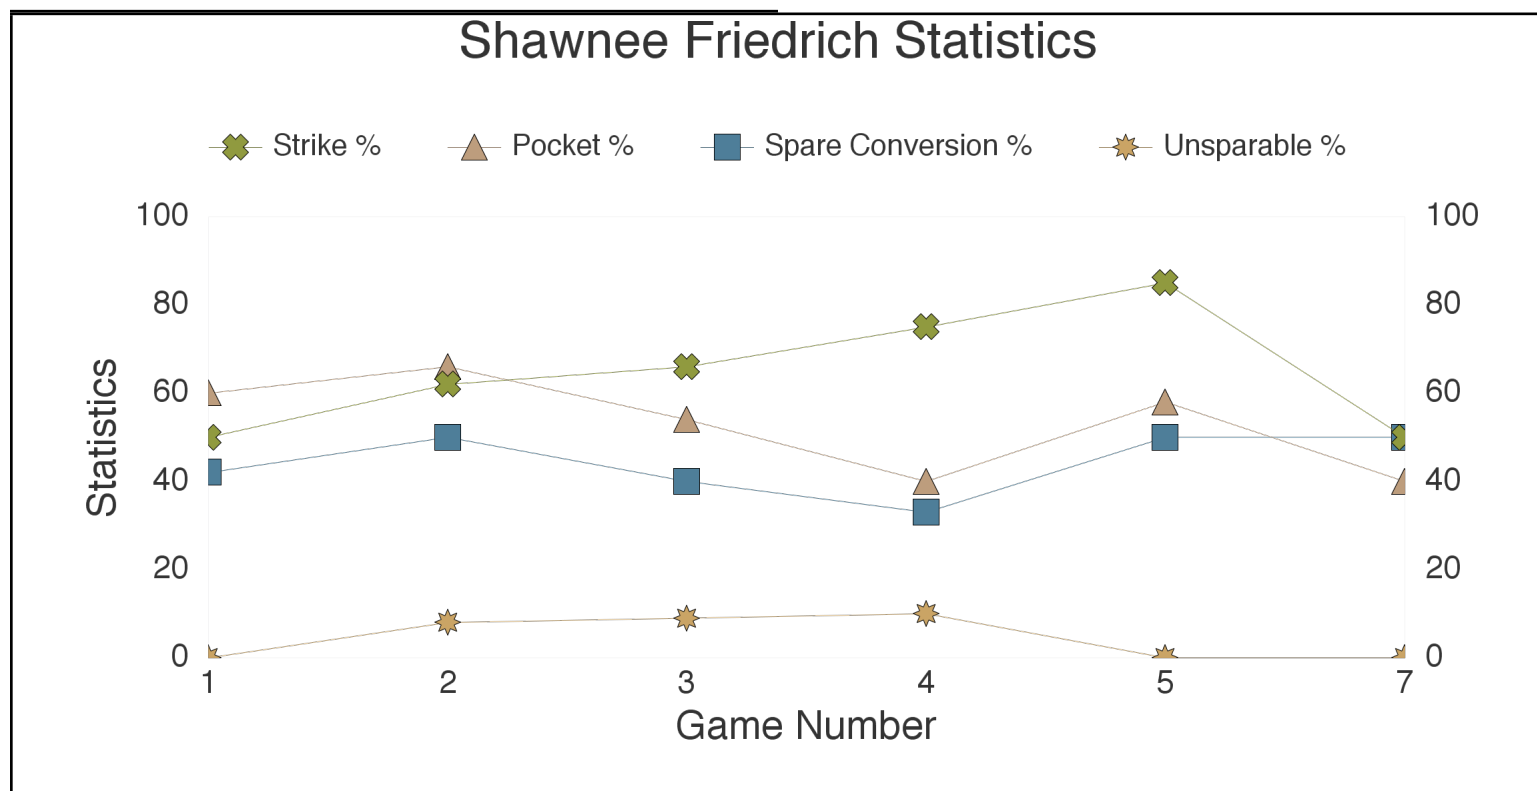 Shawnee Friedrich Statistics
Strike % Pocket % Spare Conversion % Unsparable %
100 100
80 80
60 60
40 40
20 20
0 0
Statistics
1 2 3 4 5 7
Game Number